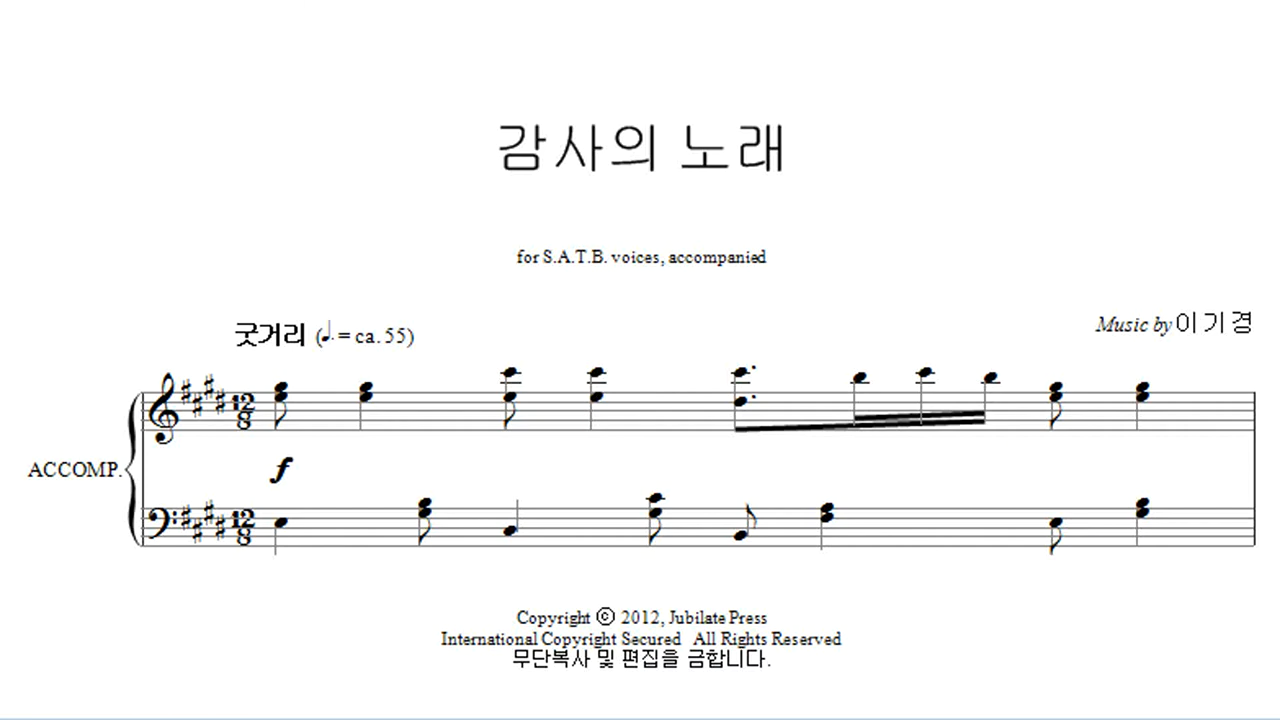 감사의 노래
for S.A.T.B. voices, accompanied
Music by 이 기 경
굿거리 (♩. = ca. 55)
12 8
f
ACCOMP.
12 8
Copyright © 2012, Jubilate Press
International Copyright Secured All Rights Reserved
무단복사 및 편집을 금합니다.